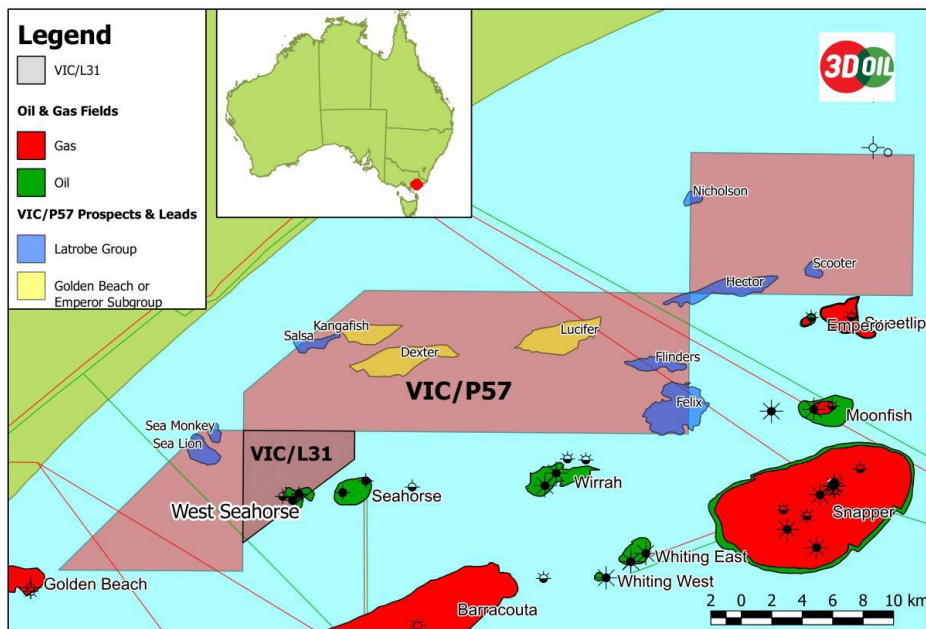 Legend
VIC/L31
Oil & Gas Fields
Gas
Oil
VIC/P57 Prospects & Leads
Latrobe Group
Golden Beach or
Emperor Subgroup
3D OIL
Nicholson
Scooter
Hector
Emperor
Sweetlip
Kangafish
Salsa
Lucifer
Dexter
Flinders
VIC/P57
Felix
Moonfish
Sea Monkey
Sea Lion
VIC/L31
Wirrah
Seahorse
West Seahorse
Snapper
Whiting East
Whiting West
Golden Beach
Barracouta
2 0 2 4 6 8 10 km